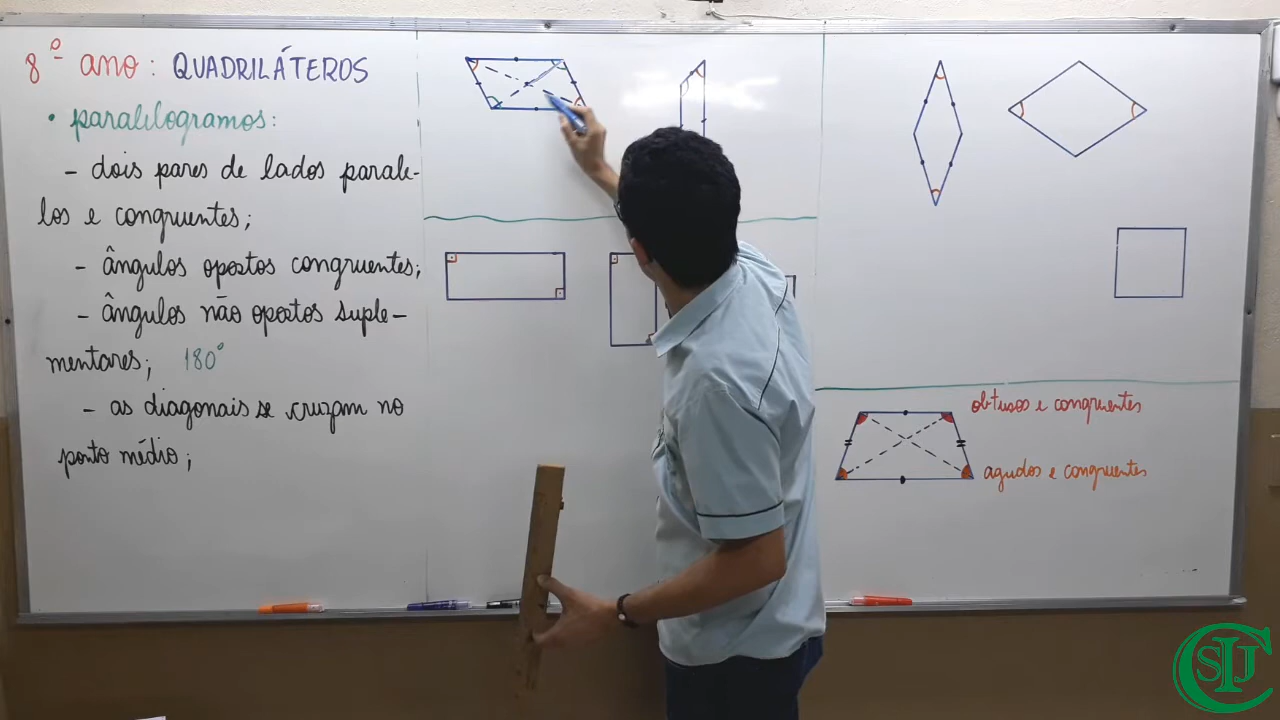 8º ano: QUADRILÁTEROS
• paralelogramos:
- dois pares de lados parale-
los e congruentes;
- ângulos opostos congruentes;
- ângulos não opostos suple-
mentares; 180°
- as diagonais se cruzam no
ponto médio;
obtusos e congruentes
agudos e congruentes
CSIJ